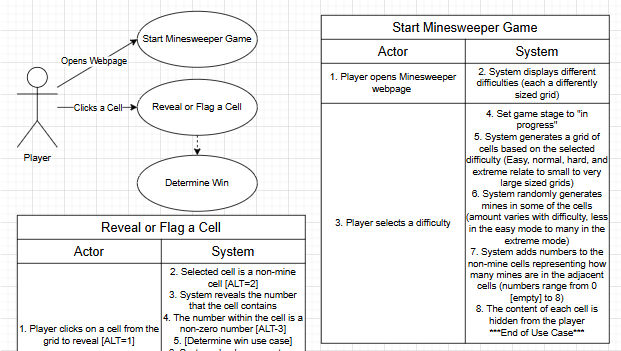 Start Minesweeper Game
Opens Webpage
Clicks a Cell
Reveal or Flag a Cell
Player
Determine Win
Start Minesweeper Game
Actor
System
1. Player opens Minesweeper
webpage
2. System displays different
difficulties (each a differently
sized grid)
3. Player selects a difficulty
4. Set game stage to "in
progress"
5. System generates a grid of
cells based on the selected
difficulty (Easy, normal, hard, and
extreme relate to small to very
large sized grids)
6. System randomly generates
mines in some of the cells
(amount varies with difficulty, less
in the easy mode to many in the
extreme mode)
7. System adds numbers to the
non-mine cells representing how
many mines are in the adjacent
cells (numbers range from 0
[empty] to 8)
8. The content of each cell is
hidden from the player
***End of Use Case***
Reveal or Flag a Cell
Actor
System
1. Player clicks on a cell from the
grid to reveal [ALT=1]
2. Selected cell is a non-mine
cell [ALT=2]
3. System reveals the number
that the cell contains
4. The number within the cell is a
non-zero number [ALT-3]
5. [Determine win use case]